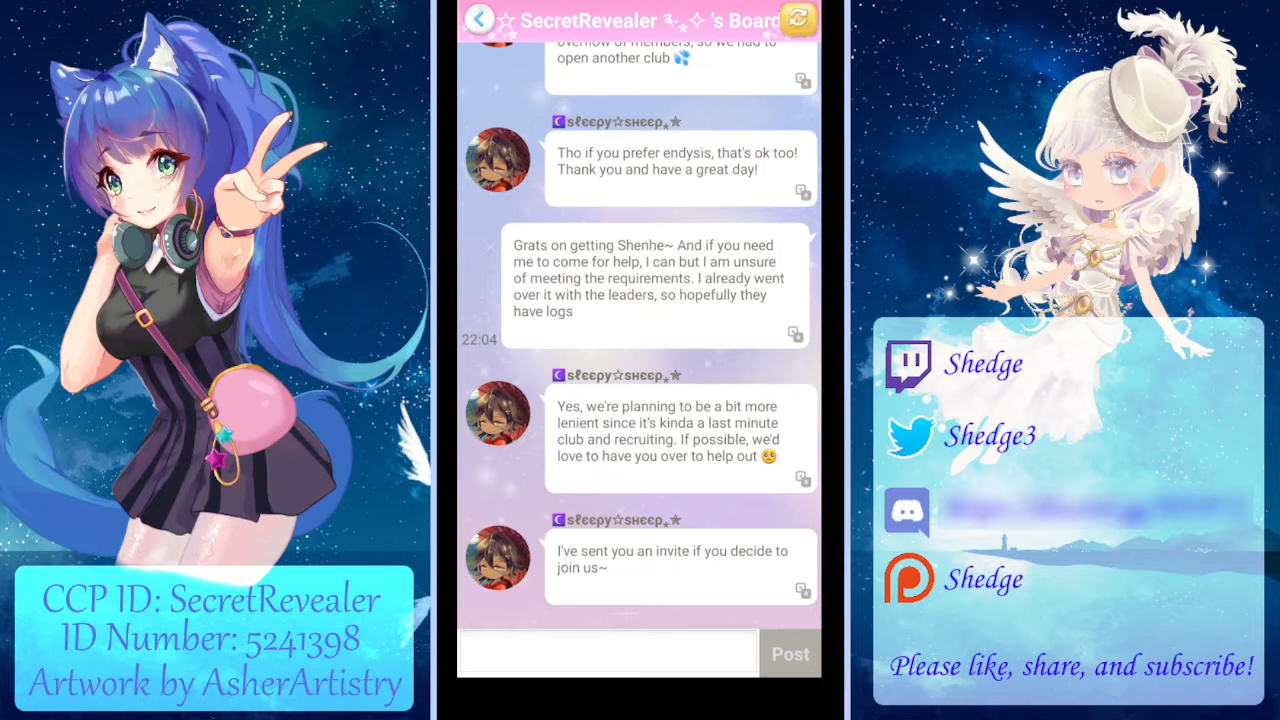 ☆ SecretRevealer ༉‧₊✧ 's Board
overflow of members, so we had to
open another club 💦
☾sℓєєρу☆ѕнєєρ⁎✯
Tho if you prefer endysis, that's ok too!
Thank you and have a great day!
Grats on getting Shenhe~ And if you need
me to come for help, I can but I am unsure
of meeting the requirements. I already went
over it with the leaders, so hopefully they
have logs
22:04
☾sℓєєρу☆ѕнєєρ⁎✯
Yes, we're planning to be a bit more
lenient since it's kinda a last minute
club and recruiting. If possible, we'd
love to have you over to help out 🥺
☾sℓєєρу☆ѕнєєρ⁎✯
I've sent you an invite if you decide to
join us~
Post
CCP ID: SecretRevealer
ID Number: 5241398
Artwork by AsherArtistry
Shedge
Shedge3
Shedge
Please like, share, and subscribe!